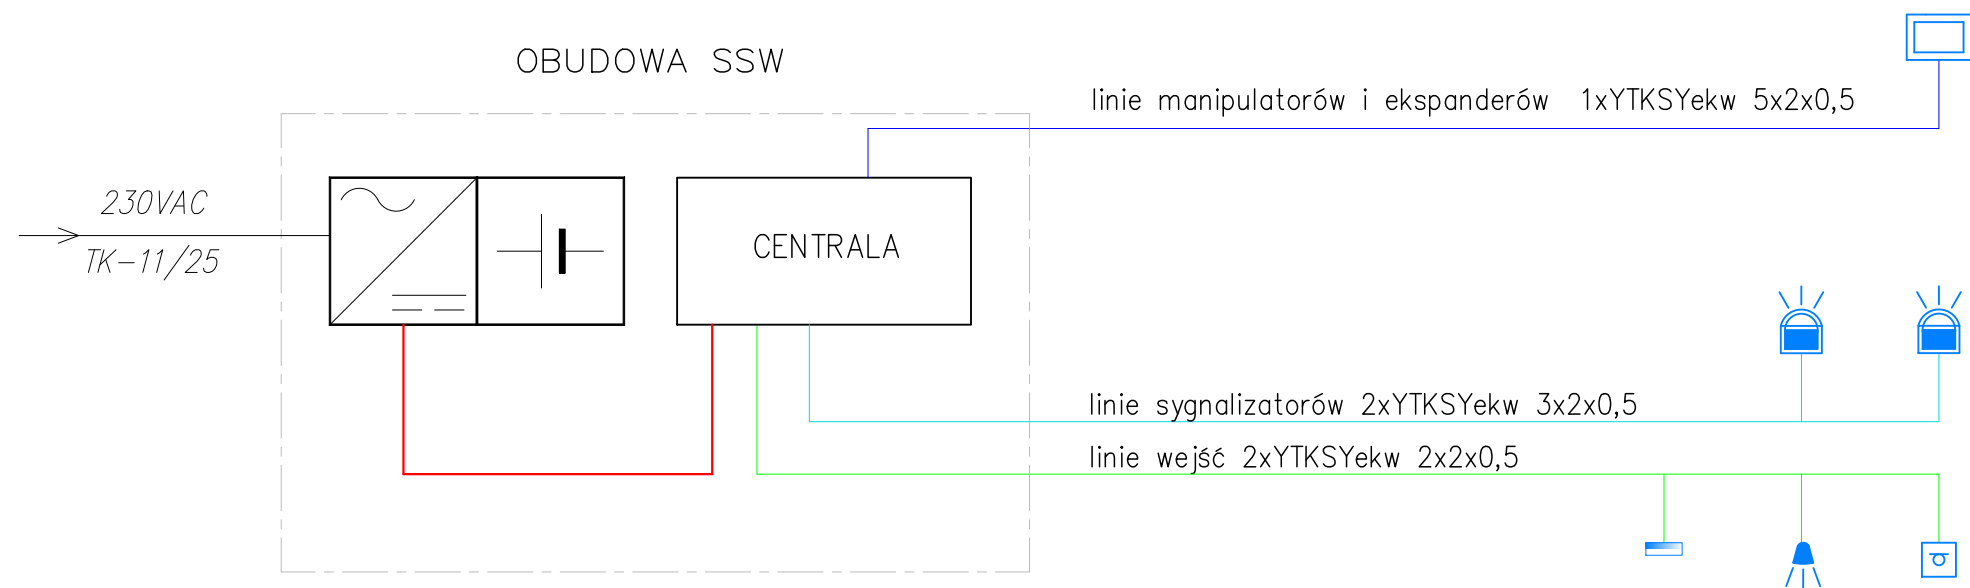 OBUDOWA SSW
linie manipulatorów i ekspanderów 1xYTKSYekw 5x2x0,5
230VAC
TK-11/25
CENTRALA
linie sygnalizatorów 2xYTKSYekw 3x2x0,5
linie wejść 2xYTKSYekw 2x2x0,5